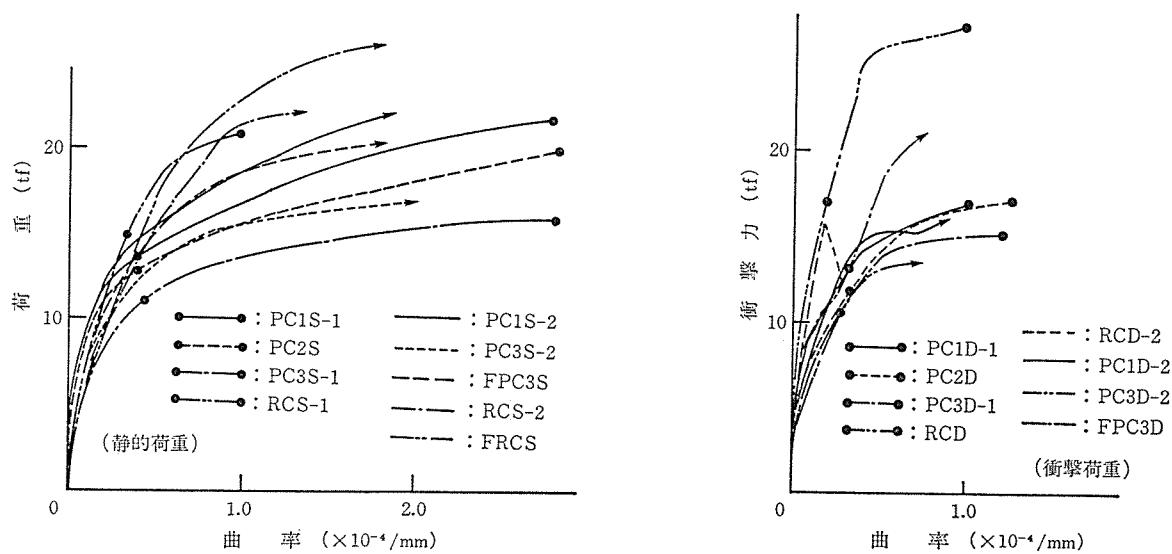 荷重 (tf)
20
10
0
1.0
2.0
曲率 (×10⁻⁴/mm)
: PC1S-1
: PC2S
: PC3S-1
: RCS-1
: PC1S-2
: PC3S-2
: FPC3S
: RCS-2
: FRCS
(静的荷重)
衝撃力 (tf)
20
10
0
1.0
曲率 (×10⁻⁴/mm)
: PC1D-1
: PC2D
: PC3D-1
: RCD
: RCD-2
: PC1D-2
: PC3D-2
: FPC3D
(衝撃荷重)